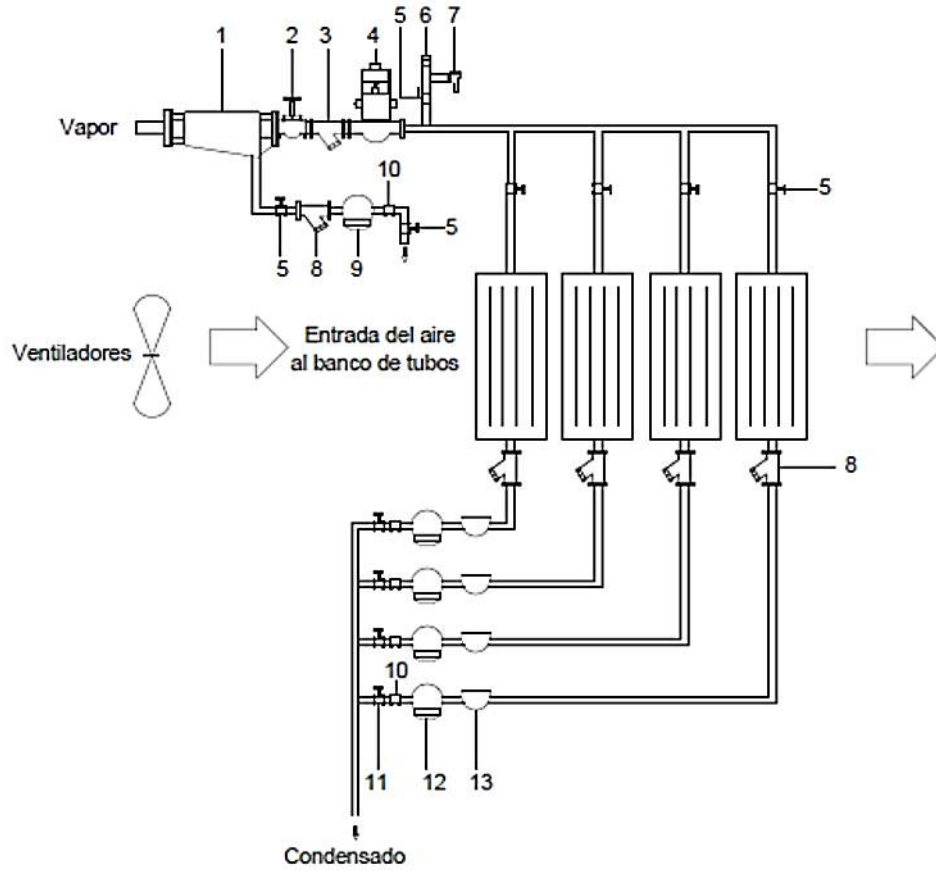 1 2 3 4 5 6 7
Vapor
10
5
5 8 9
5
Ventiladores
Entrada del aire
al banco de tubos
8
10
11 12 13
Condensado